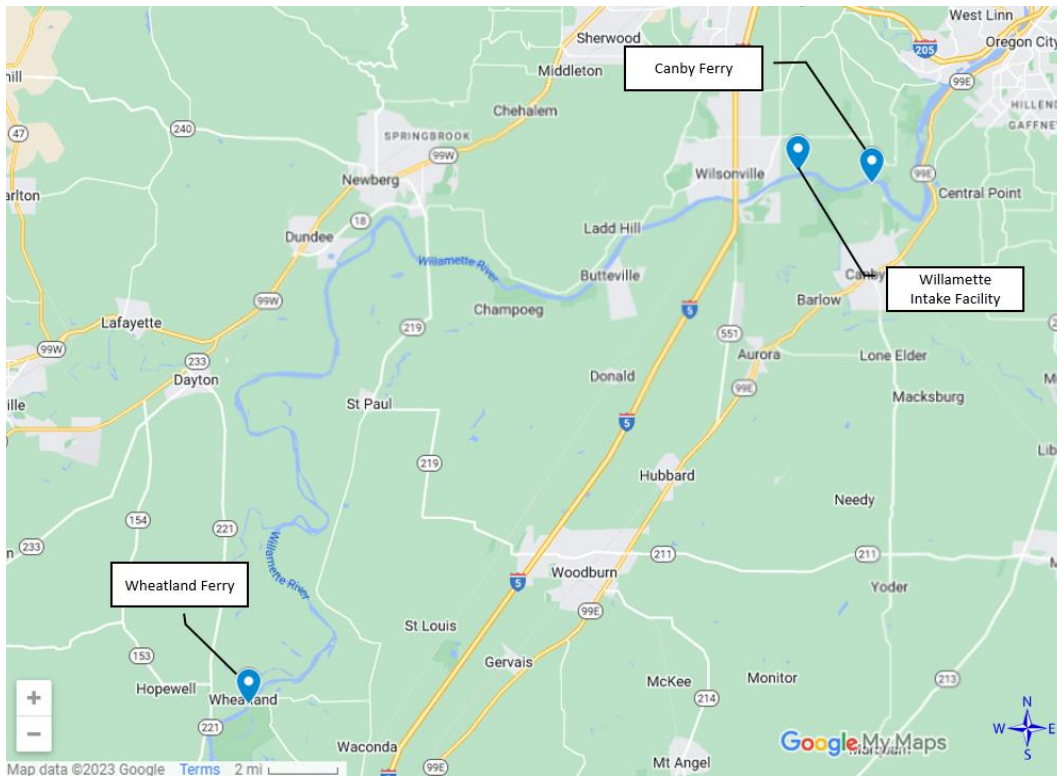 West Linn
Sherwood
205
Oregon City
Canby Ferry
Middleton
99E
hill
47
Chehalem
HILLEND
GAFFNE
240
SPRINGBROOK
99W
arlton
Newberg
Wilsonville
99E
Central Point
18
Dundee
Ladd Hill
Willamette River
Butteville
Canby
Willamette
Intake Facility
99W
Champoeg
Barlow
Lafayette
219
5
551
99W
233
Aurora
Lone Elder
Dayton
Donald
99E
Macksburg
ville
St Paul
5
219
Hubbard
Lib
Needy
154
221
233
Willamette River
211
211
Wheatland Ferry
5
Woodburn
Yoder
99E
St Louis
153
Gervais
Hopewell
Wheatland
McKee
Monitor
214
213
221
+
−
Waconda
N
W
E
S
Google My Maps
Map data ©2023 Google
Terms
2 mi
99E
Mt Angel